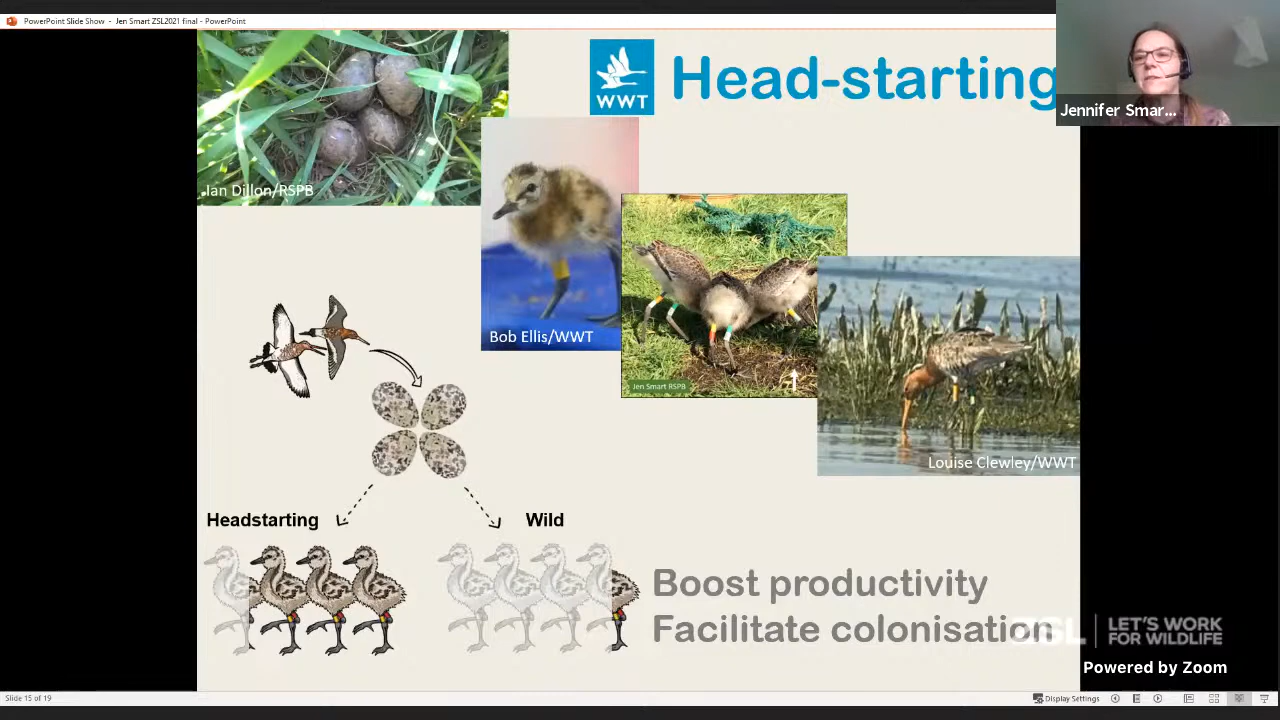 PowerPoint Slide Show - Jen Smart ZSL2021 final - PowerPoint
WWT
Head-starting
Jennifer Smar...
Ian Dillon/RSPB
Bob Ellis/WWT
Jen Smart RSPB
Louise Clewley/WWT
Headstarting
Wild
Boost productivity
Facilitate colonisation
ZSL
LET'S WORK
FOR WILDLIFE
Powered by Zoom
Slide 15 of 19
Display Settings